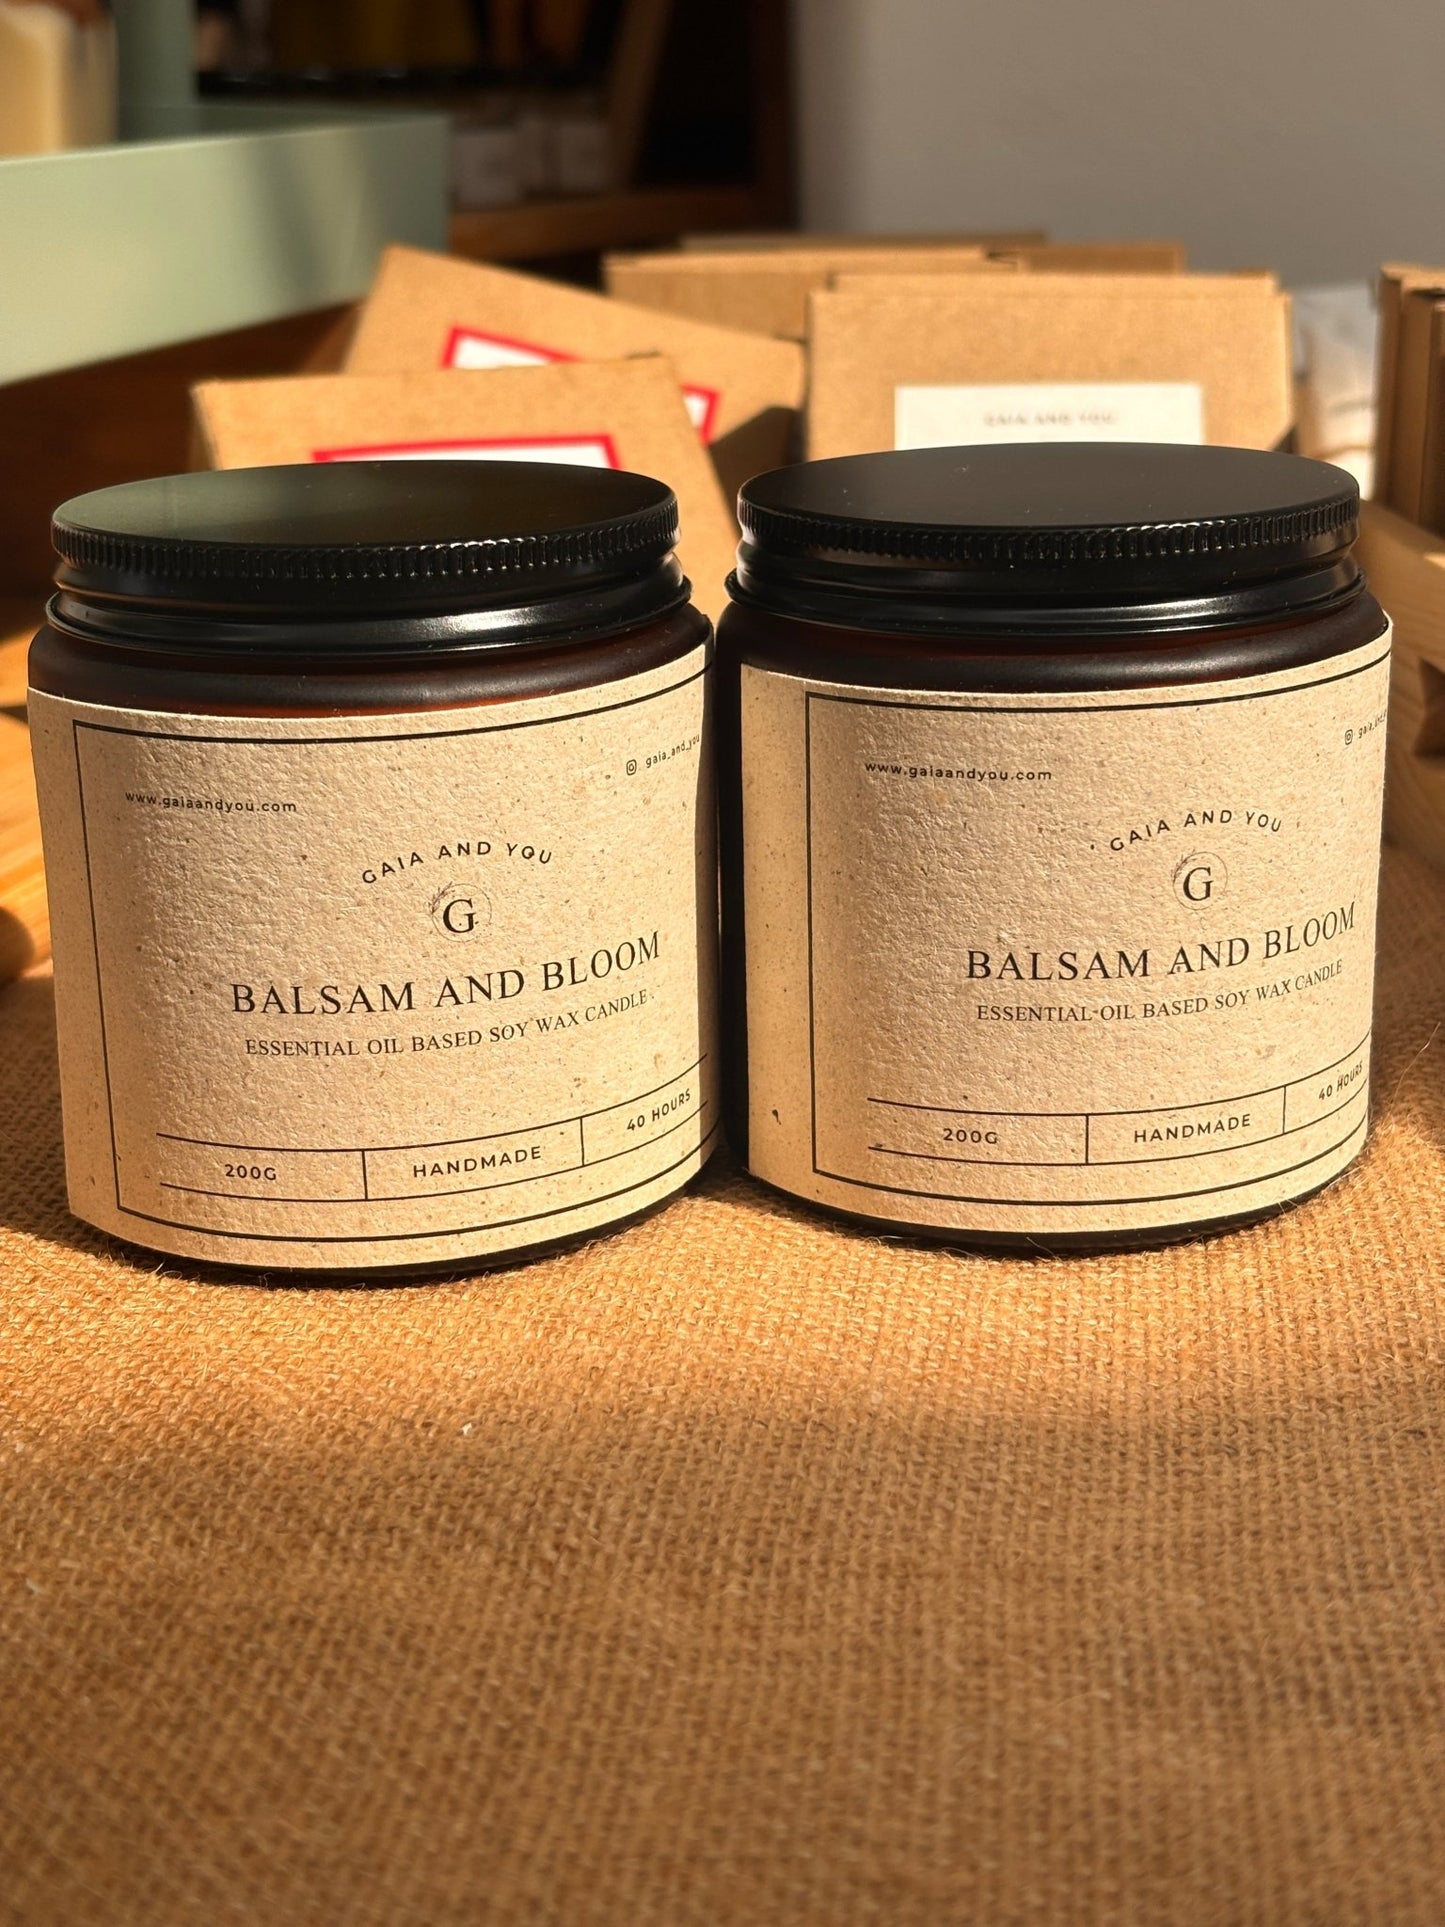 GAIA AND YOU
www.gaiaandyou.com
gaia_and_you
GAIA AND YOU
G
BALSAM AND BLOOM
ESSENTIAL OIL BASED SOY WAX CANDLE
200G
HANDMADE
40 HOURS
www.gaiaandyou.com
GAIA AND YOU
G
BALSAM AND BLOOM
ESSENTIAL OIL BASED SOY WAX CANDLE
200G
HANDMADE
40 HOURS